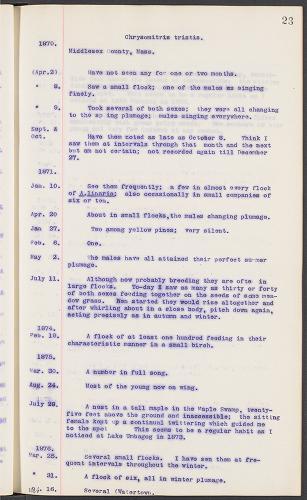 23
Chrysomitris tristis.
1870.
Middlesex County, Mass.
(Apr.2) Have not seen any for one or two months.
" 8. Saw a small flock; one of the males ws singing
finely.
" 9. Took several of both sexes; they were all changing
to the sp ing plumage; males singing everywhere.
Sept. &
Oct. Have them noted as late as October 8. Think I
saw them at intervals through that month and the next
but am not certain; not recorded again till December
27.
1871.
Jan. 10. See them frequently; a few in almost every flock
of A.linaria; also occasionally in small companies of
six or ten.
Apr. 20 About in small flocks,the males changing plumage.
Jan 27. Two among yellow pines; very silent.
Feb. 6. One.
May 2. The males have all attained their perfect summer
plumage.
July 11. Although now probably breeding they are often in
large flocks. To-day I saw as many as thirty or forty
of both sexes feeding together on the seeds of some mea-
dow grass. When started they would rise altogether and
after whirling about in a close body, pitch down again,
acting precisely as in autumn and winter.
1874.
Feb. 19. A flock of at least one hundred feeding in their
characteristic manner in a small birch.
1875.
Mar. 30. A number in full song.
Aug. 24. Most of the young now on wing.
July 29. A nest in a tall maple in the Maple Swamp, twenty-
five feet above the ground and inaccessible; the sitting
female kept up a continual twittering which guided me
to the spot This seems to be a regular habit as I
noticed at Lake Umbagog in 1873.
1876.
Mar. 25. Several small flocks. I have seen them at fre-
quent intervals throughout the winter.
" 31. A flock of six, all in winter plumage.
16. Several (Watertown.